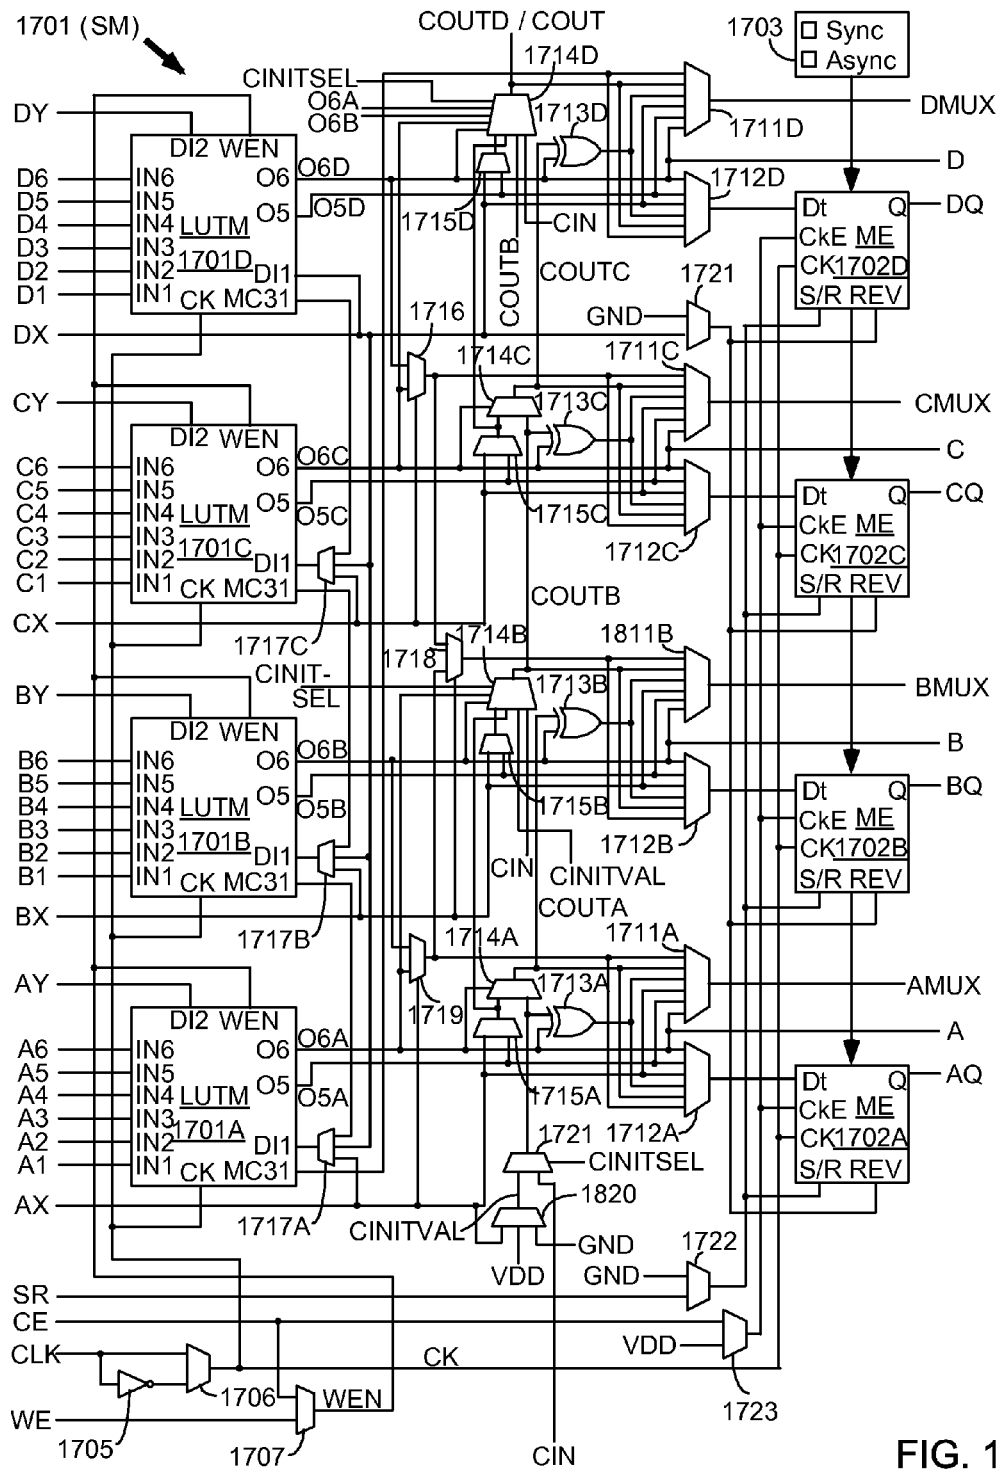 COUTD / COUT
1701 (SM)
1703
Sync
Async
1714D
CINITSEL
O6A
O6B
1713D
DMUX
1711D
DY
DI2 WEN
D6
D5
D4
D3
D2
D1
IN6
IN5
IN4
IN3
IN2
IN1
LUTM
1701D
O6
O5
DI1
CK MC31
O6D
O5D
1715D
CIN
COUTB
COUTC
1712D
D
DQ
Dt
Q
CkE ME
CK 1702D
S/R REV
DX
1716
GND
1721
1714C
1711C
1713C
CMUX
C
CY
DI2 WEN
C6
C5
C4
C3
C2
C1
IN6
IN5
IN4
IN3
IN2
IN1
LUTM
1701C
O6
O5
DI1
CK MC31
O6C
O5C
1715C
1712C
CQ
Dt
Q
CkE ME
CK 1702C
S/R REV
CX
1717C
COUTB
1714B
1718
CINIT-
SEL
1811B
1713B
BMUX
B
BY
DI2 WEN
B6
B5
B4
B3
B2
B1
IN6
IN5
IN4
IN3
IN2
IN1
LUTM
1701B
O6
O5
DI1
CK MC31
O6B
O5B
1715B
1712B
CIN
CINITVAL
COUTA
BQ
Dt
Q
CkE ME
CK 1702B
S/R REV
BX
1717B
1714A
1711A
1713A
1719
AMUX
A
AY
DI2 WEN
A6
A5
A4
A3
A2
A1
IN6
IN5
IN4
IN3
IN2
IN1
LUTM
1701A
O6
O5
DI1
CK MC31
O6A
O5A
1715A
1712A
AQ
Dt
Q
CkE ME
CK 1702A
S/R REV
AX
1717A
1721
CINITSEL
1820
CINITVAL
GND
VDD
GND
1722
SR
CE
CLK
CK
VDD
1723
1706
WEN
WE
1705
1707
CIN
FIG. 1